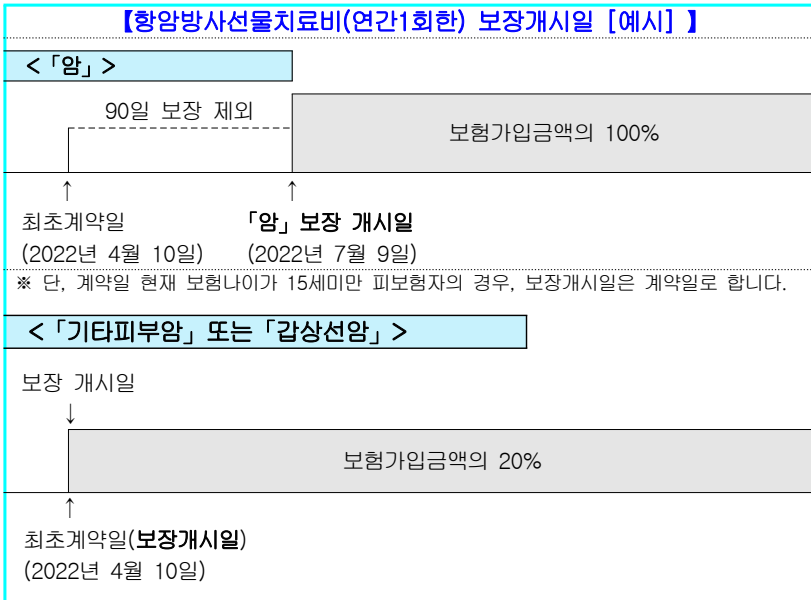 【항암방사선물치료비(연간1회한) 보장개시일 [예시] 】
<「암」>
90일 보장 제외
보험가입금액의 100%
↑ ↑
최초계약일 「암」 보장 개시일
(2022년 4월 10일) (2022년 7월 9일)
※ 단, 계약일 현재 보험나이가 15세미만 피보험자의 경우, 보장개시일은 계약일로 합니다.
<「기타피부암」 또는 「갑상선암」>
보장 개시일
↓
보험가입금액의 20%
↑
최초계약일(보장개시일)
(2022년 4월 10일)